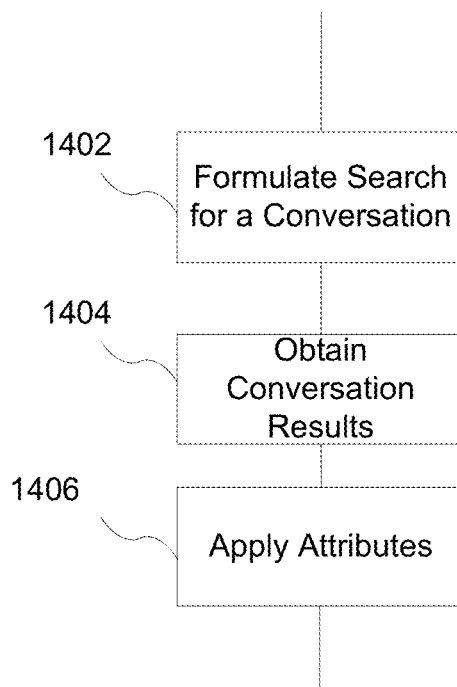 1402
Formulate Search
for a Conversation
1404
Obtain
Conversation
Results
1406
Apply Attributes